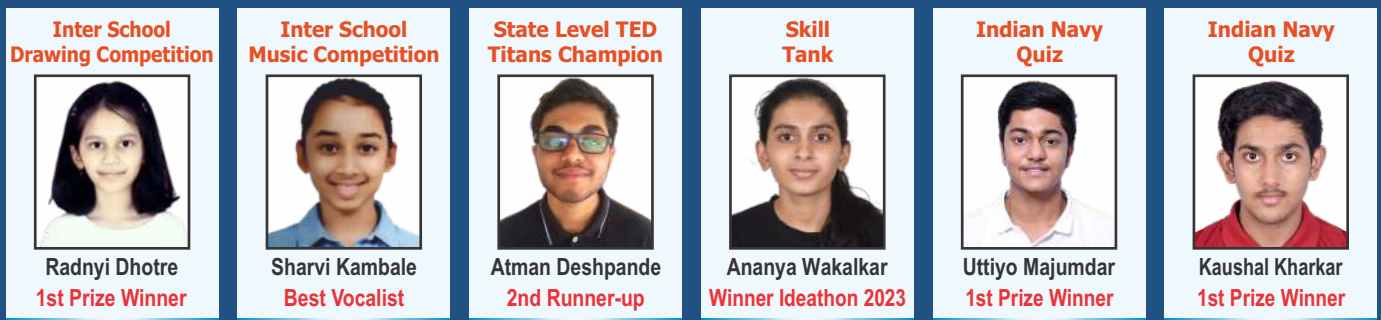 Inter School
Drawing Competition
Radnyi Dhotre
1st Prize Winner
Inter School
Music Competition
Sharvi Kambale
Best Vocalist
State Level TED
Titans Champion
Atman Deshpande
2nd Runner-up
Skill
Tank
Ananya Wakalkar
Winner Ideathon 2023
Indian Navy
Quiz
Uttiyo Majumdar
1st Prize Winner
Indian Navy
Quiz
Kaushal Kharkar
1st Prize Winner